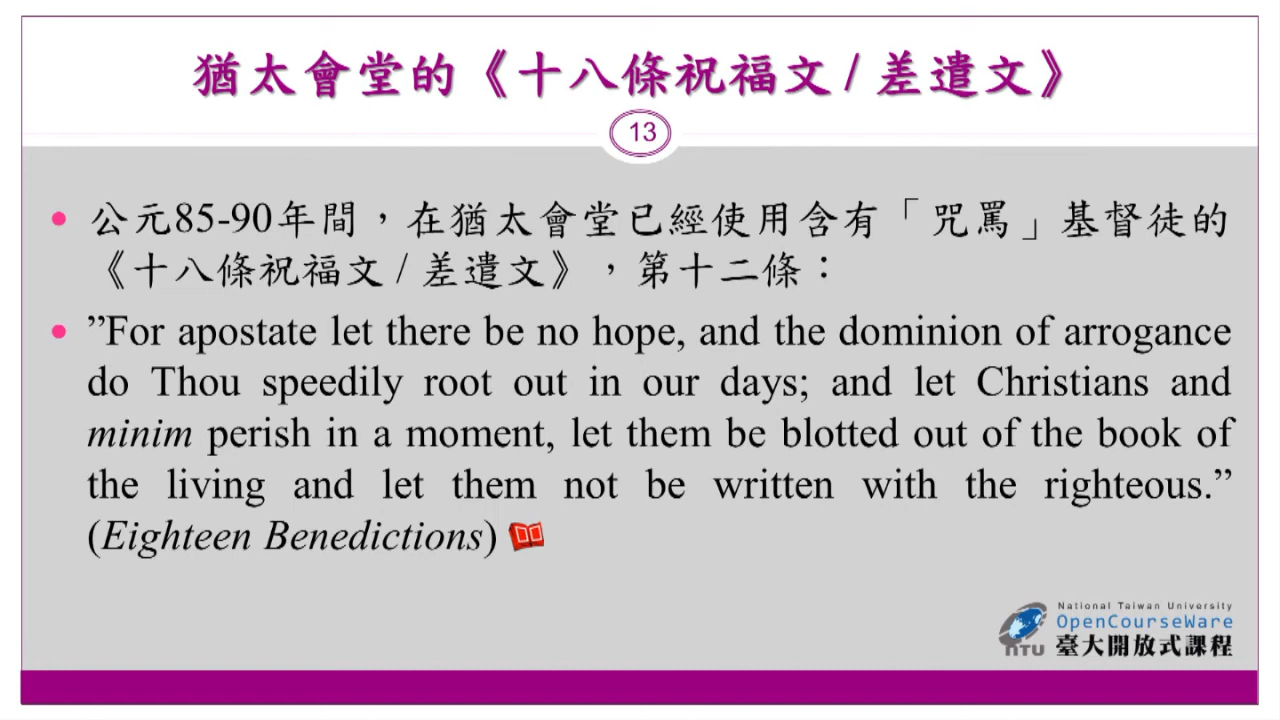 猶太會堂的《十八條祝福文 / 差遣文》
13
• 公元85-90年間，在猶太會堂已經使用含有「咒罵」基督徒的
《十八條祝福文 / 差遣文》，第十二條：
• ”For apostate let there be no hope, and the dominion of arrogance
do Thou speedily root out in our days; and let Christians and
minim perish in a moment, let them be blotted out of the book of
the living and let them not be written with the righteous.”
(Eighteen Benedictions)
National Taiwan University
OpenCourseWare
NTU 臺大開放式課程